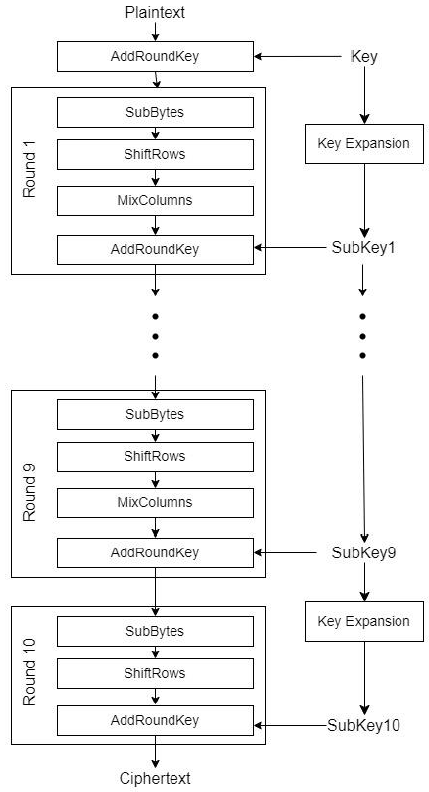 Plaintext
AddRoundKey
Key
Round 1
SubBytes
ShiftRows
MixColumns
AddRoundKey
Key Expansion
SubKey1
Round 9
SubBytes
ShiftRows
MixColumns
AddRoundKey
SubKey9
Round 10
SubBytes
ShiftRows
AddRoundKey
Key Expansion
SubKey10
Ciphertext